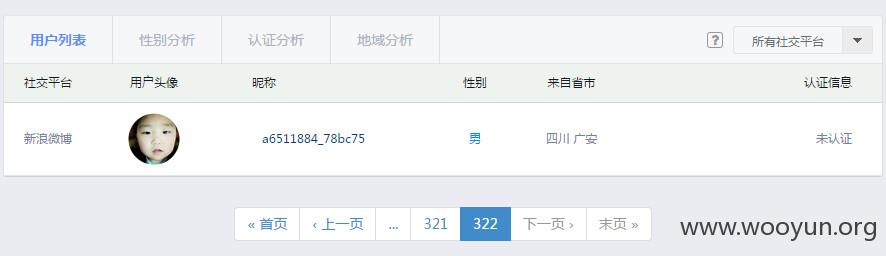 用户列表 性别分析 认证分析 地域分析 ? 所有社交平台
社交平台 用户头像 昵称 性别 来自省市 认证信息
新浪微博 a6511884_78bc75 男 四川 广安 未认证
« 首页 ‹ 上一页 ... 321 322 下一页 › 末页 »
www.wooyun.org